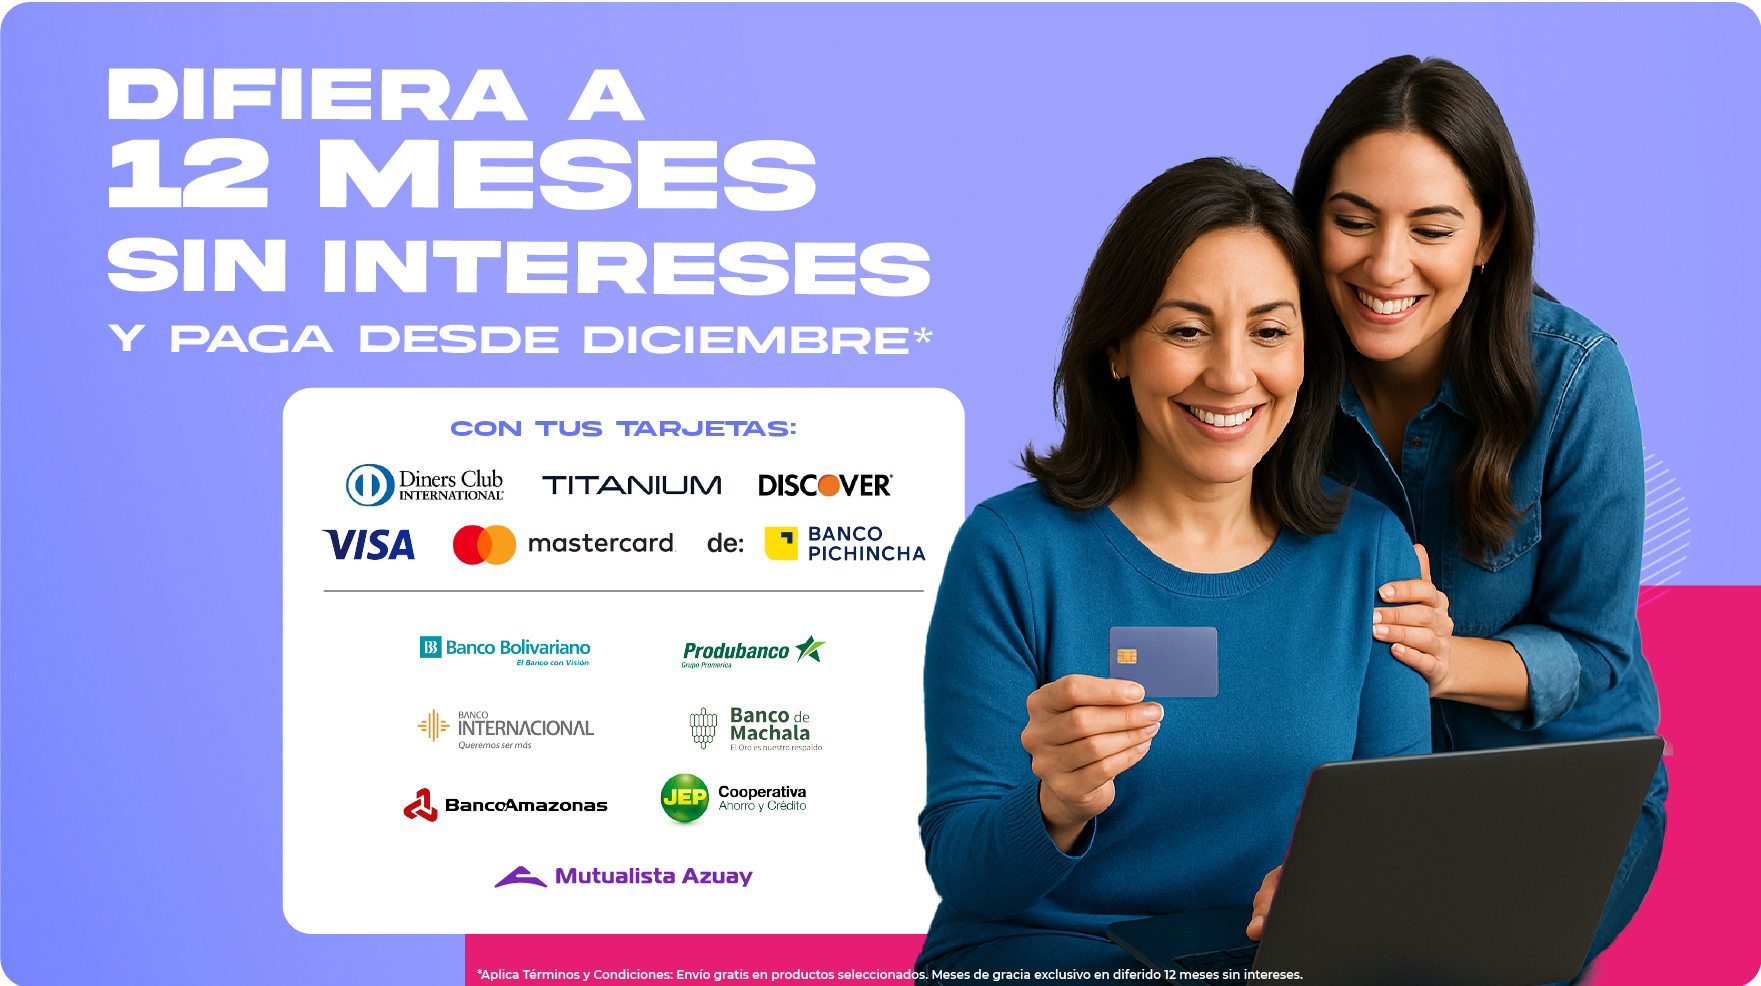 DIFIERA A
12 MESES
SIN INTERESES
Y PAGA DESDE DICIEMBRE*
CON TUS TARJETAS:
Diners Club
INTERNATIONAL
TITANIUM
DISCOVER
VISA
mastercard.
de:
BANCO
PICHINCHA
Banco Bolivariano
El Banco con Visión
Produbanco
Grupo Promerica
BANCO
INTERNACIONAL
Queremos ser más
Banco de
Machala
El Oro es nuestro respaldo
BancoAmazonas
JEP
Cooperativa
Ahorro y Crédito
Mutualista Azuay
*Aplica Términos y Condiciones: Envío gratis en productos seleccionados. Meses de gracia exclusivo en diferido 12 meses sin intereses.